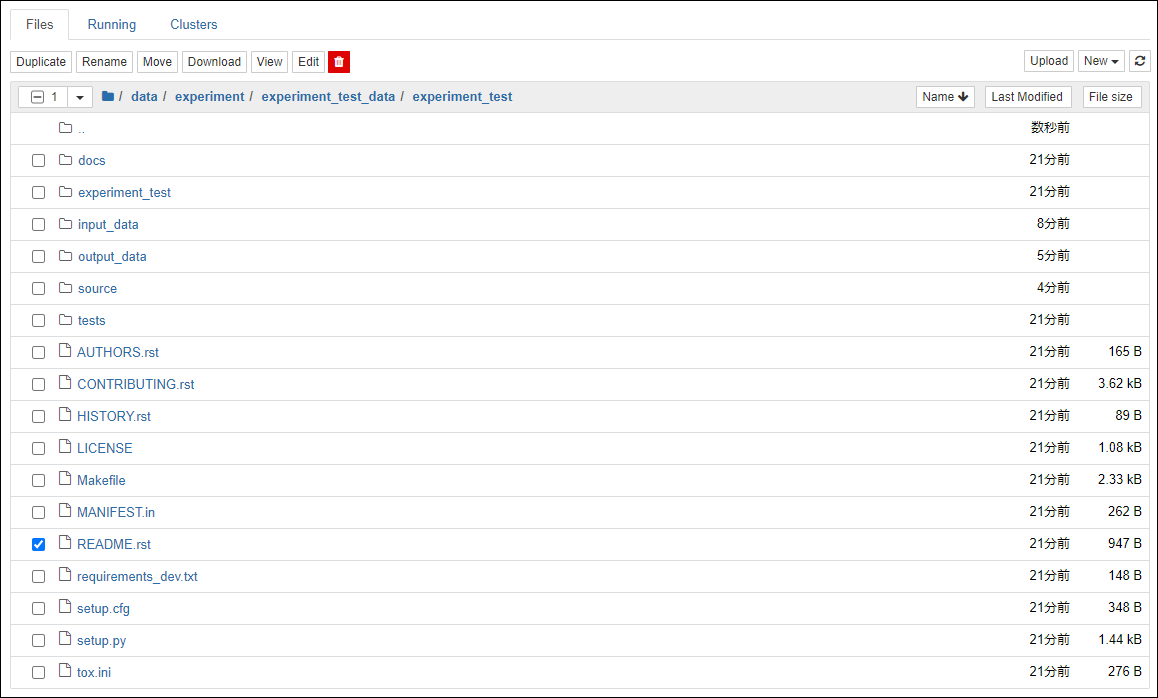 Files Running Clusters
Duplicate Rename Move Download View Edit Upload New
1 / data / experiment / experiment_test_data / experiment_test Name Last Modified File size
.. 数秒前
docs 21分前
experiment_test 21分前
input_data 8分前
output_data 5分前
source 4分前
tests 21分前
AUTHORS.rst 21分前 165 B
CONTRIBUTING.rst 21分前 3.62 kB
HISTORY.rst 21分前 89 B
LICENSE 21分前 1.08 kB
Makefile 21分前 2.33 kB
MANIFEST.in 21分前 262 B
README.rst 21分前 947 B
requirements_dev.txt 21分前 148 B
setup.cfg 21分前 348 B
setup.py 21分前 1.44 kB
tox.ini 21分前 276 B